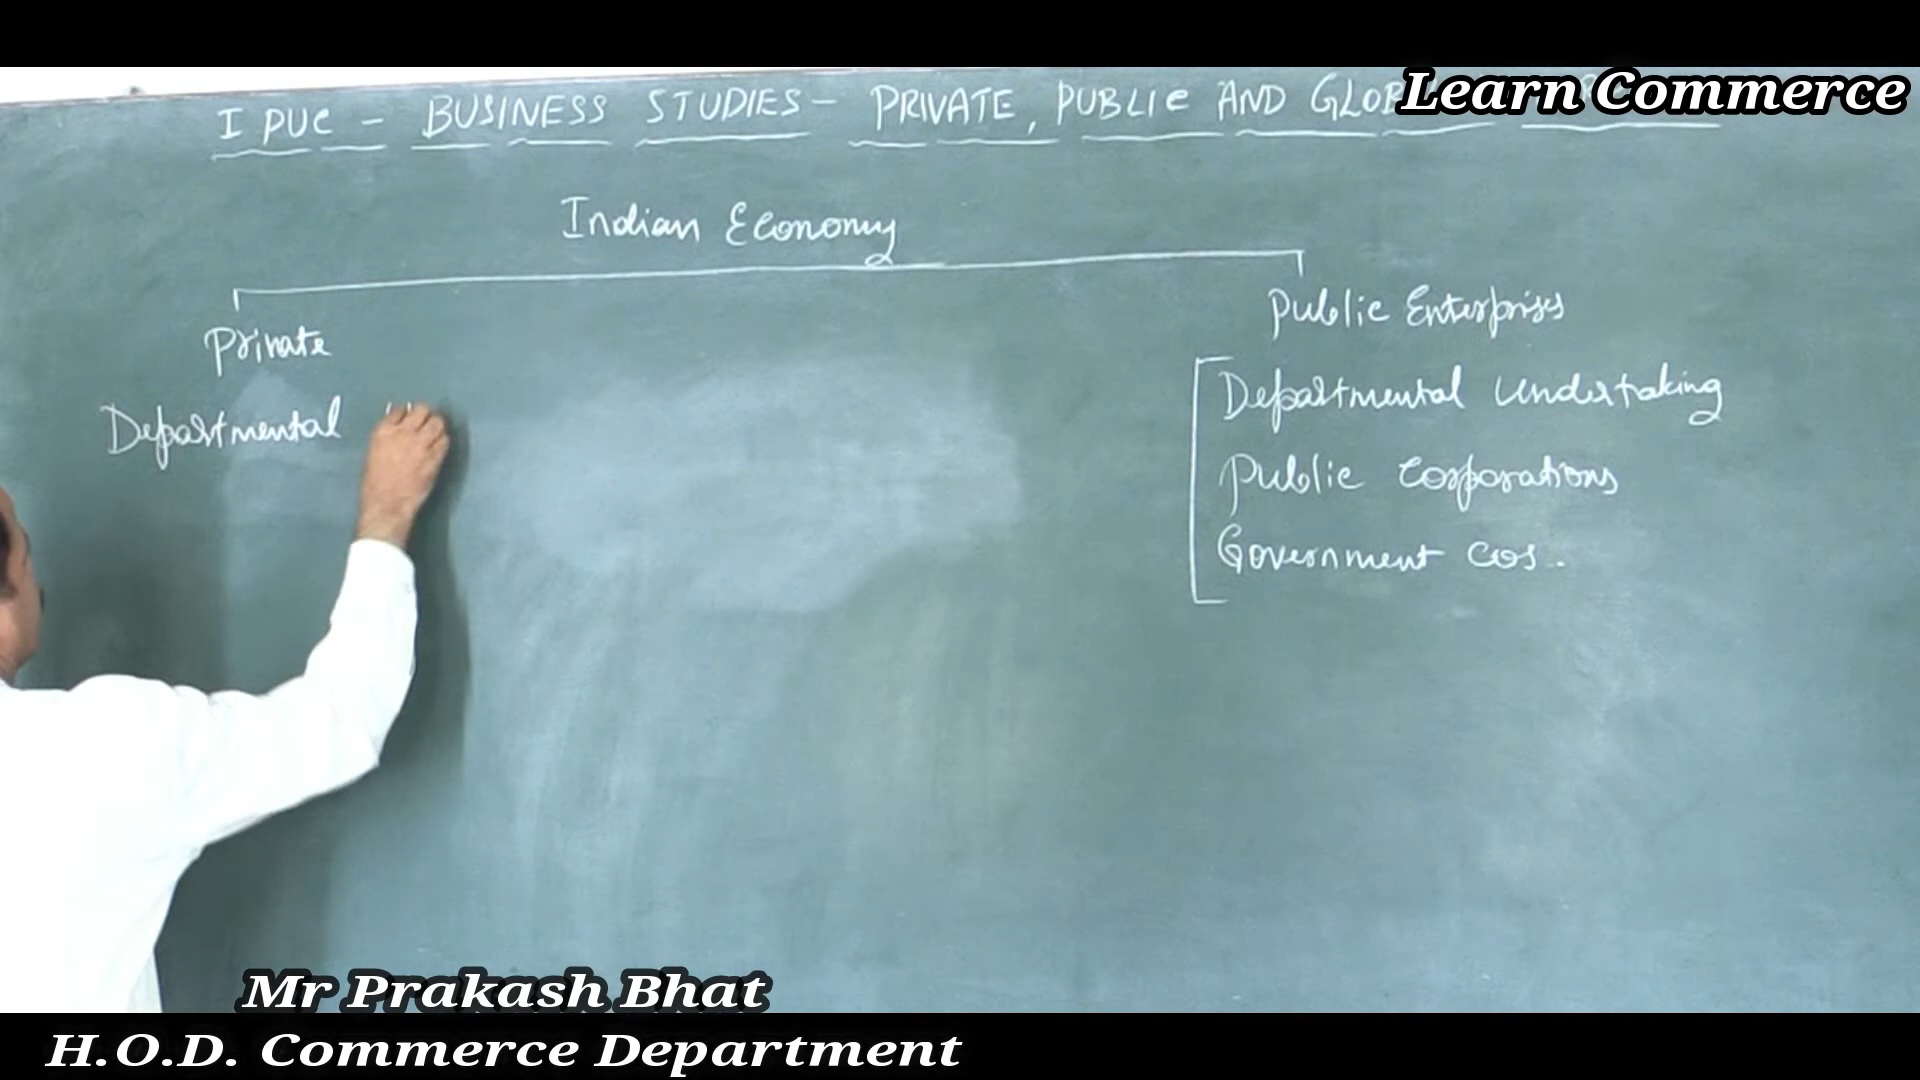 I PUC - BUSINESS STUDIES - PRIVATE, PUBLIC AND
Learn Commerce
Indian Economy
Private
Public Enterprises
Departmental
Departmental Undertaking
Public Corporations
Government Cos..
Mr Prakash Bhat
H.O.D. Commerce Department